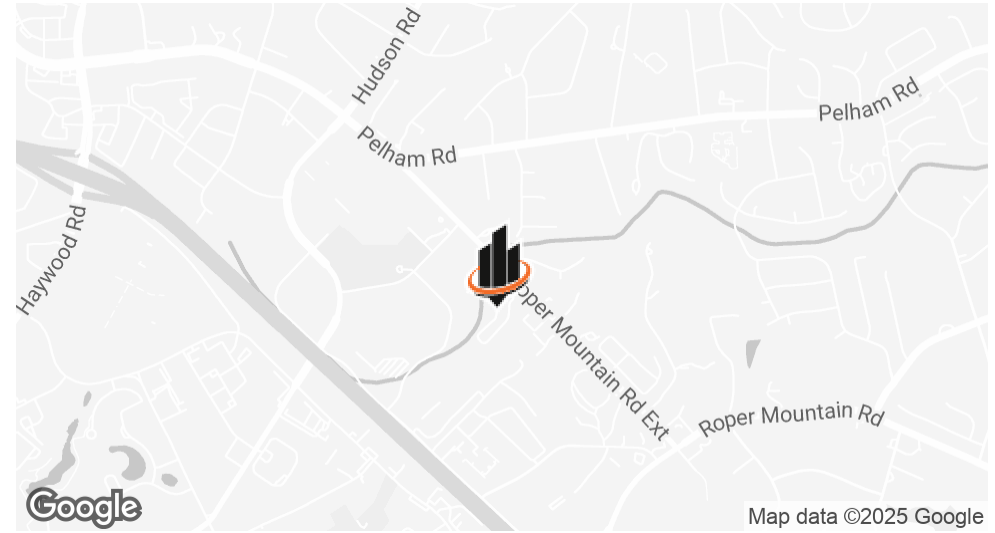 Hudson Rd
Pelham Rd
Pelham Rd
Haywood Rd
oper Mountain Rd Ext
Roper Mountain Rd
Google
Map data ©2025 Google